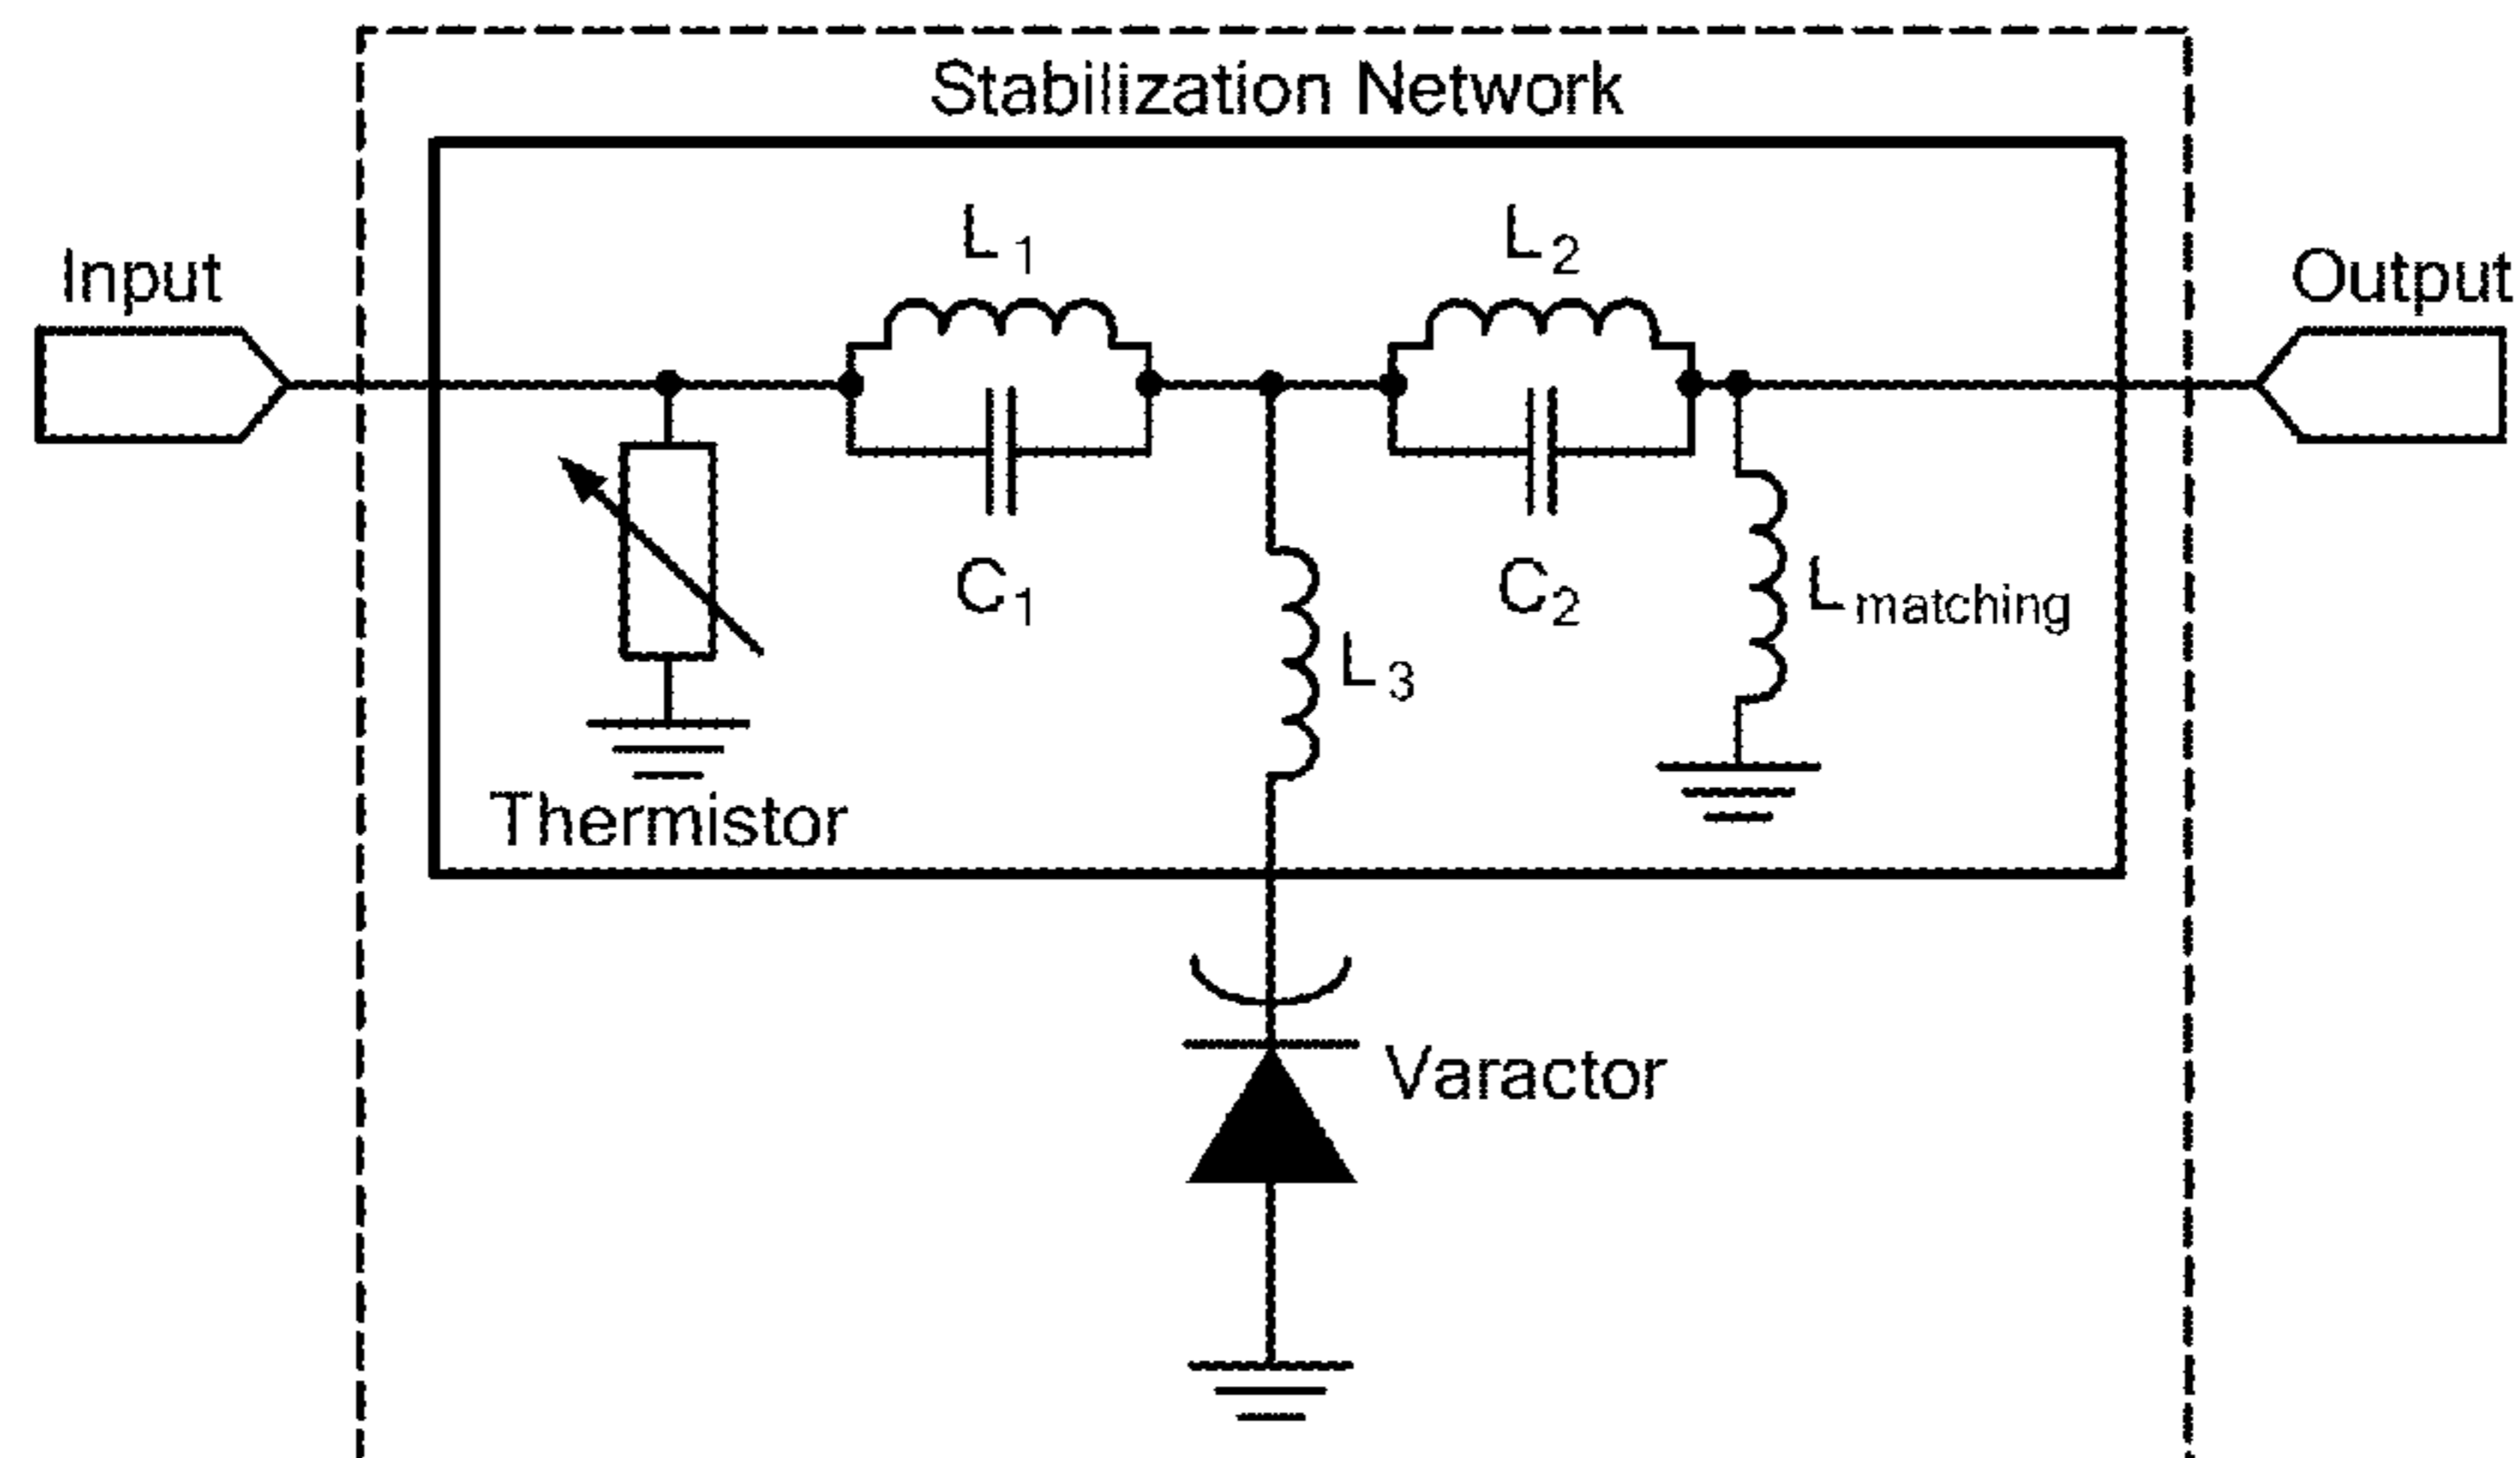 Stabilization Network
Input
L1
L2
Output
C1
C2
Lmatching
L3
Thermistor
Varactor